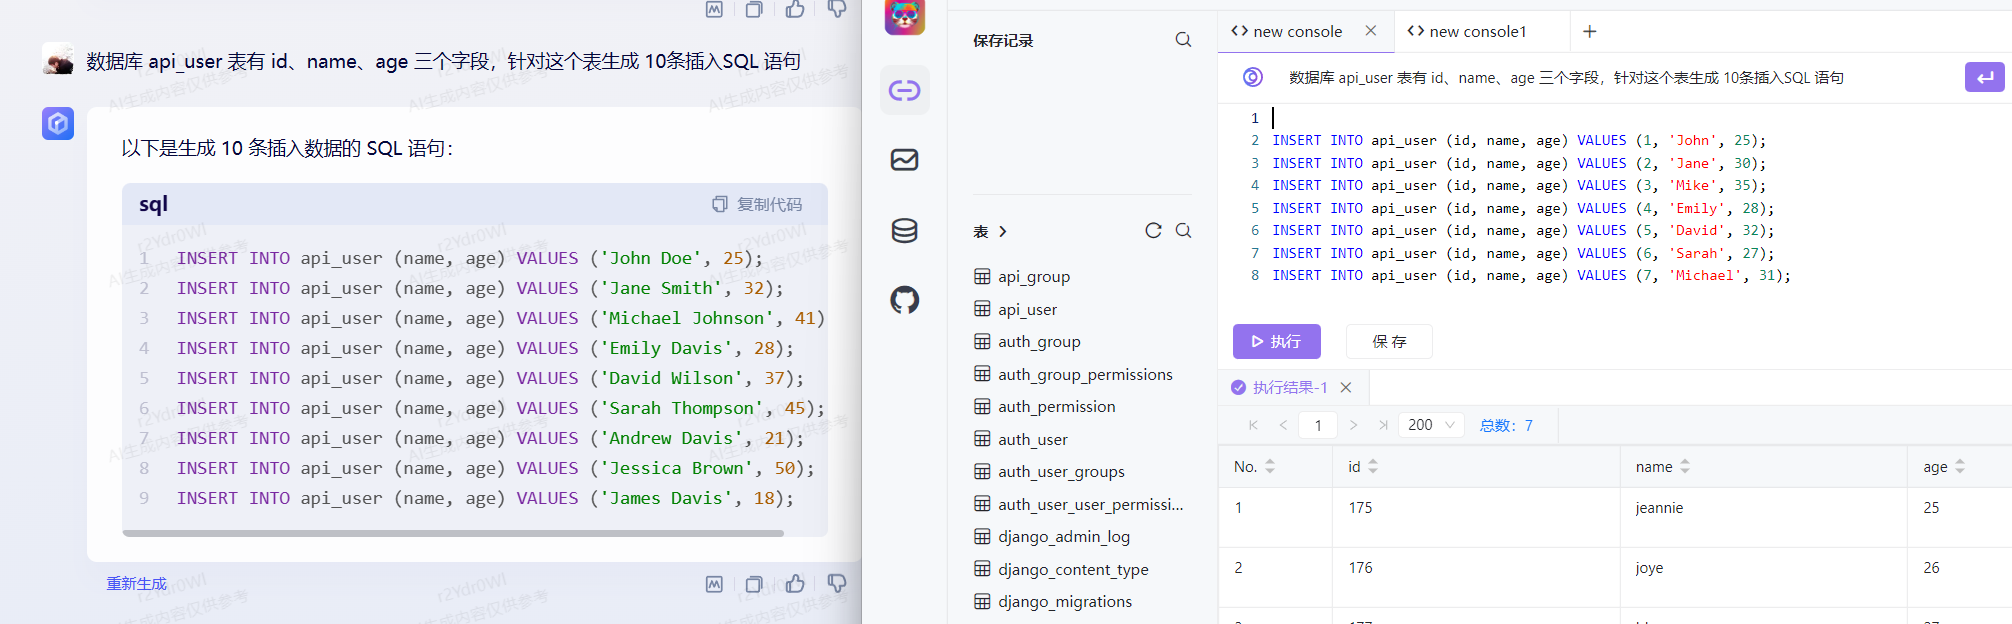 数据库 api_user 表有 id、name、age 三个字段，针对这个表生成 10条插入SQL 语句
以下是生成 10 条插入数据的 SQL 语句：
sql
复制代码
1 INSERT INTO api_user (name, age) VALUES ('John Doe', 25);
2 INSERT INTO api_user (name, age) VALUES ('Jane Smith', 32);
3 INSERT INTO api_user (name, age) VALUES ('Michael Johnson', 41)
4 INSERT INTO api_user (name, age) VALUES ('Emily Davis', 28);
5 INSERT INTO api_user (name, age) VALUES ('David Wilson', 37);
6 INSERT INTO api_user (name, age) VALUES ('Sarah Thompson', 45);
7 INSERT INTO api_user (name, age) VALUES ('Andrew Davis', 21);
8 INSERT INTO api_user (name, age) VALUES ('Jessica Brown', 50);
9 INSERT INTO api_user (name, age) VALUES ('James Davis', 18);
重新生成
r2Ydr0WI
AI生成内容仅供参考
保存记录
表
api_group
api_user
auth_group
auth_group_permissions
auth_permission
auth_user
auth_user_groups
auth_user_user_permissi...
django_admin_log
django_content_type
django_migrations
new console
new console1
数据库 api_user 表有 id、name、age 三个字段，针对这个表生成 10条插入SQL 语句
1
2 INSERT INTO api_user (id, name, age) VALUES (1, 'John', 25);
3 INSERT INTO api_user (id, name, age) VALUES (2, 'Jane', 30);
4 INSERT INTO api_user (id, name, age) VALUES (3, 'Mike', 35);
5 INSERT INTO api_user (id, name, age) VALUES (4, 'Emily', 28);
6 INSERT INTO api_user (id, name, age) VALUES (5, 'David', 32);
7 INSERT INTO api_user (id, name, age) VALUES (6, 'Sarah', 27);
8 INSERT INTO api_user (id, name, age) VALUES (7, 'Michael', 31);
执行
保存
执行结果-1
1
200
总数：7
No. id name age
1 175 jeannie 25
2 176 joye 26